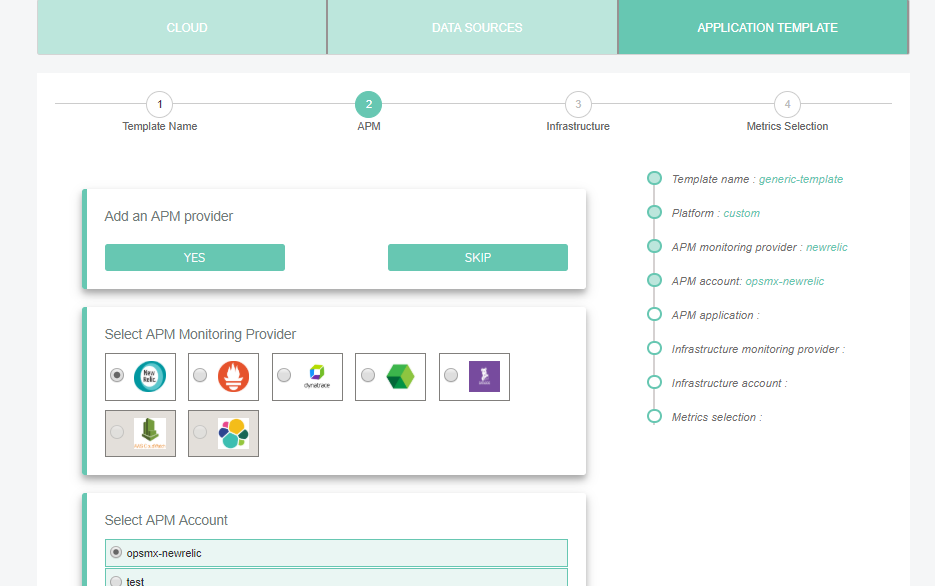 CLOUD
DATA SOURCES
APPLICATION TEMPLATE
1
2
3
4
Template Name
APM
Infrastructure
Metrics Selection
Add an APM provider
YES
SKIP
Select APM Monitoring Provider
New
Relic
dynatrace
Select APM Account
opsmx-newrelic
test
Template name : generic-template
Platform : custom
APM monitoring provider : newrelic
APM account: opsmx-newrelic
APM application :
Infrastructure monitoring provider :
Infrastructure account :
Metrics selection :